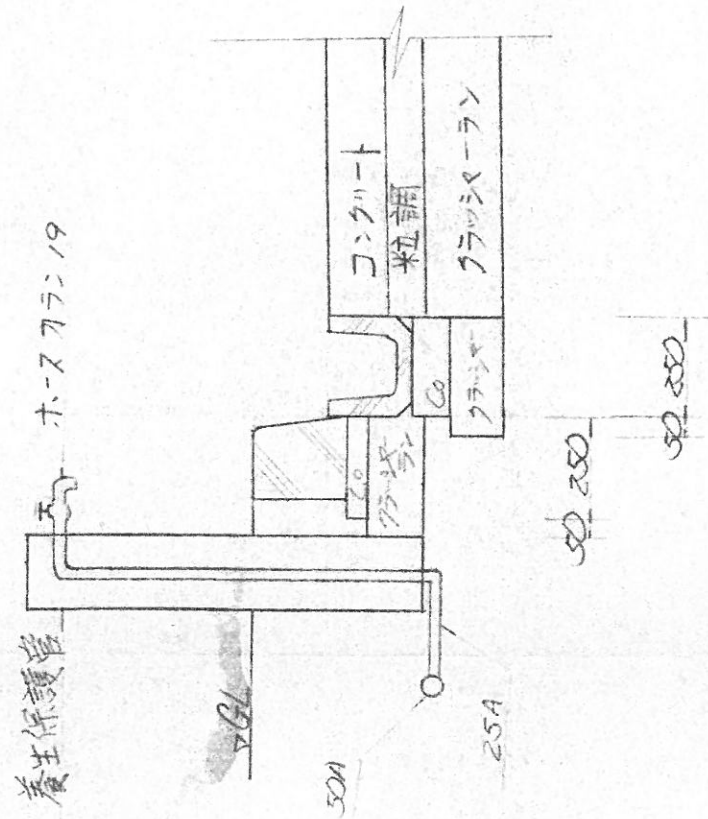 養生保護管
ホースカラン 19
▽GL
50A
25A
コンクリート
粒調
クラッシャーラン
Co
クラッシャー
Co
クラッシャー
ラン
50 250
50 350